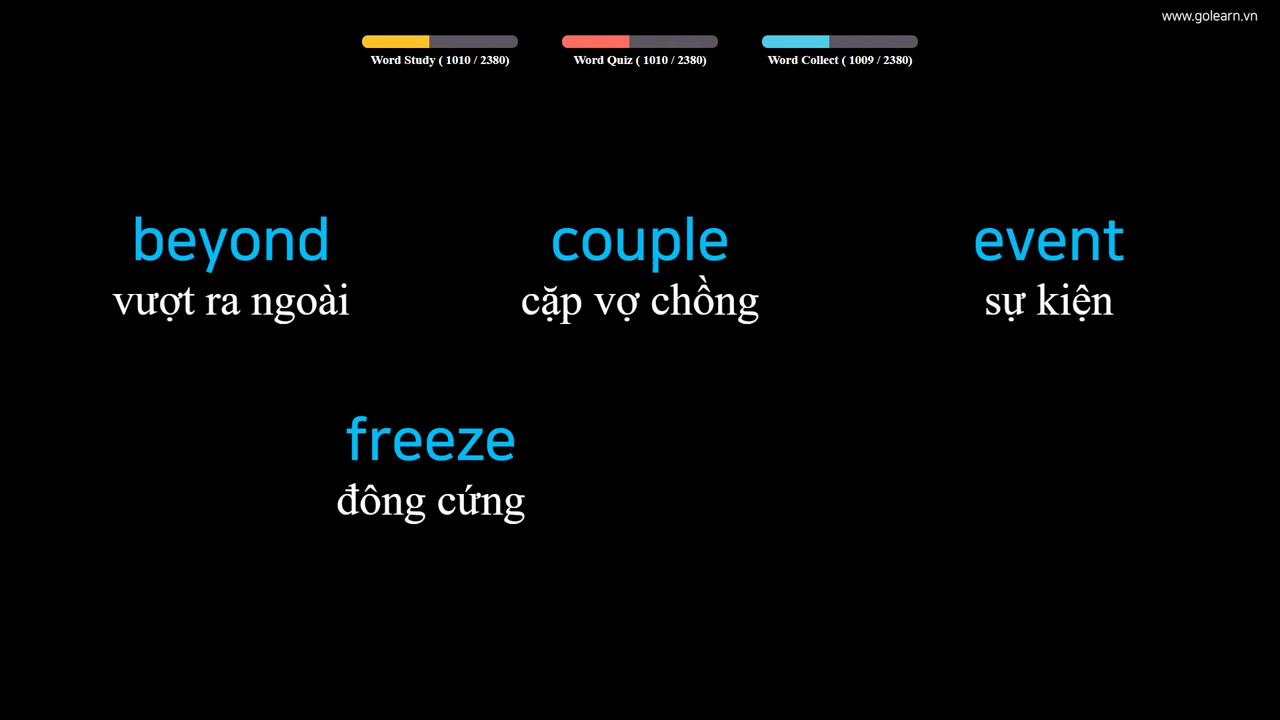 www.golearn.vn
Word Study ( 1010 / 2380) Word Quiz ( 1010 / 2380) Word Collect ( 1009 / 2380)
beyond couple event
vượt ra ngoài cặp vợ chồng sự kiện
freeze
đông cứng